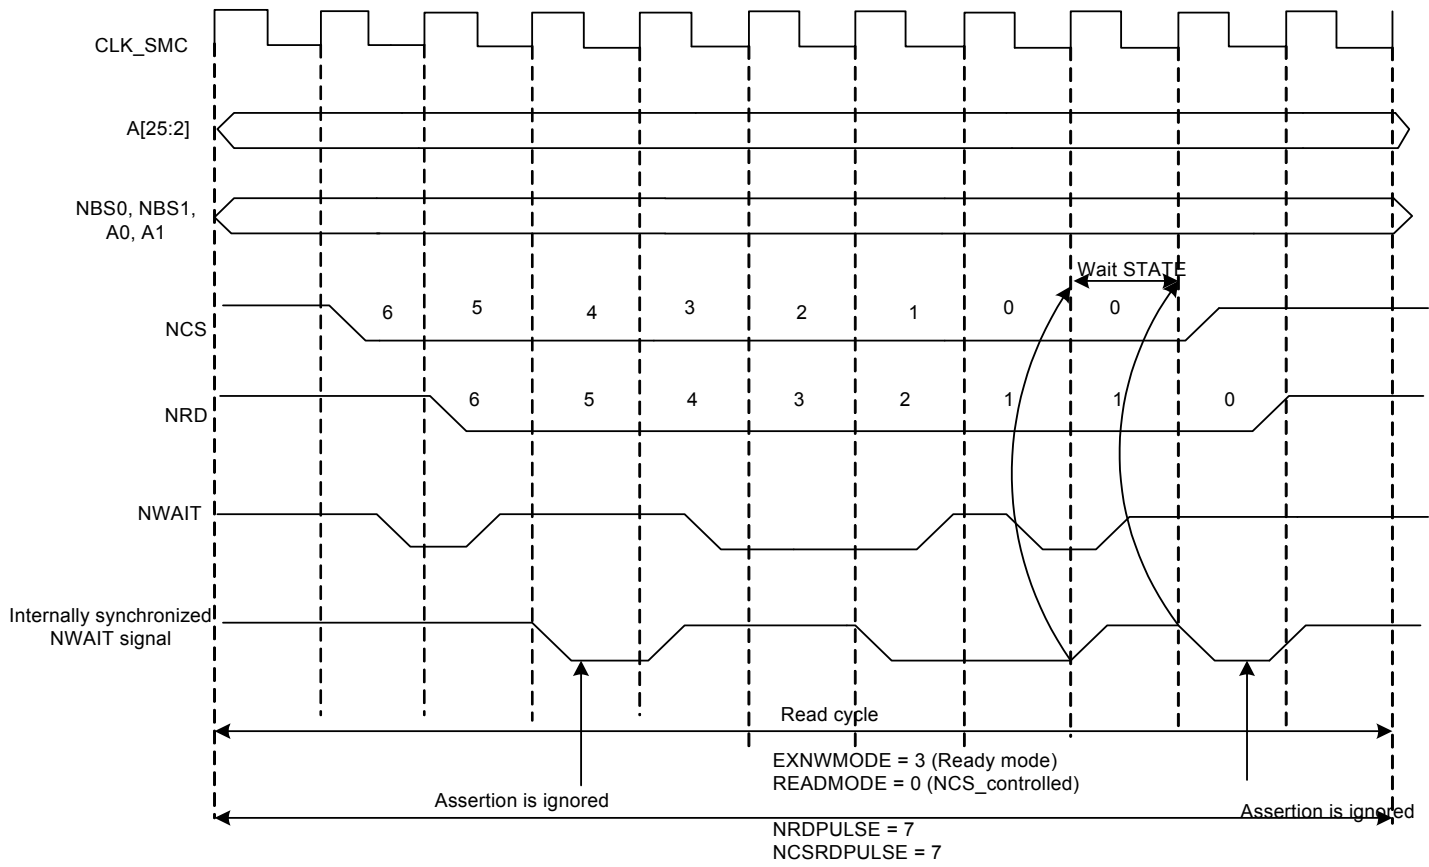 CLK_SMC
A[25:2]
NBS0, NBS1,
A0, A1
Wait STATE
NCS
6 5 4 3 2 1 0 0
NRD
6 5 4 3 2 1 1 0
NWAIT
Internally synchronized
NWAIT signal
Read cycle
EXNWMODE = 3 (Ready mode)
READMODE = 0 (NCS_controlled)
Assertion is ignored
Assertion is ignored
NRDPULSE = 7
NCSRDPULSE = 7